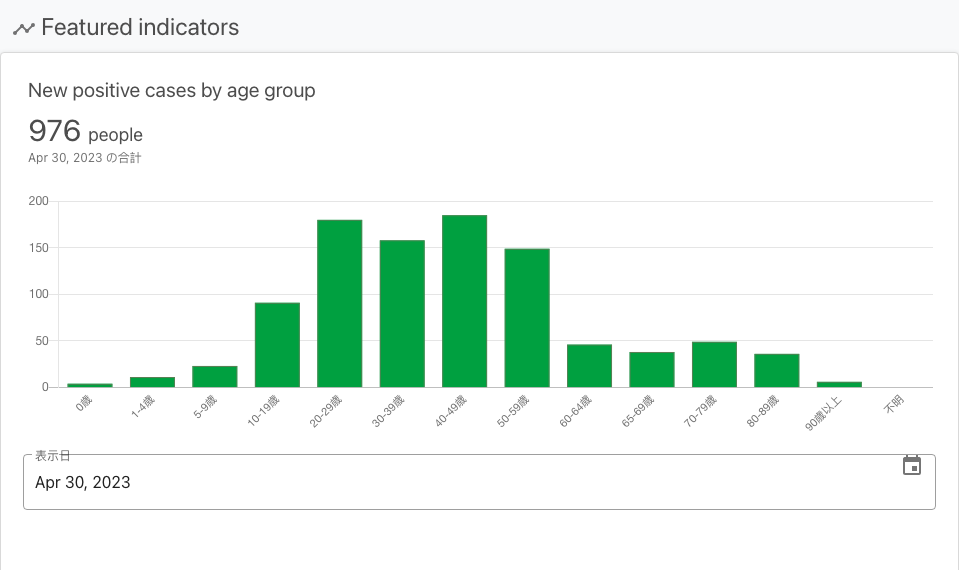 Featured indicators
New positive cases by age group
976 people
Apr 30, 2023 の合計
200
150
100
50
0
0歳
1-4歳
5-9歳
10-19歳
20-29歳
30-39歳
40-49歳
50-59歳
60-64歳
65-69歳
70-79歳
80-89歳
90歳以上
不明
表示日
Apr 30, 2023